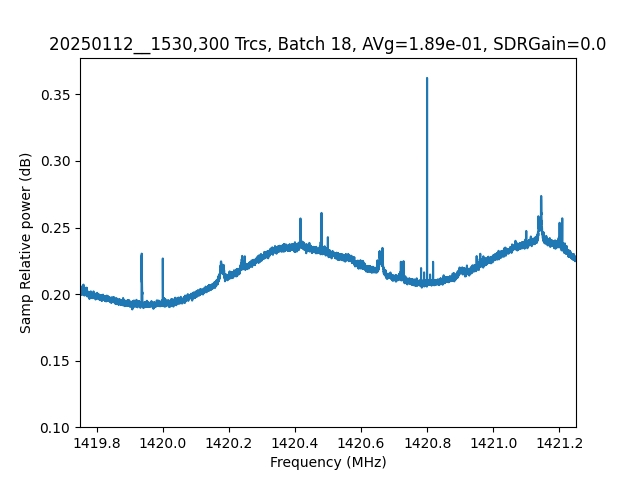 20250112__1530,300 Trcs, Batch 18, AVg=1.89e-01, SDRGain=0.0
Samp Relative power (dB)
0.35
0.30
0.25
0.20
0.15
0.10
1419.8 1420.0 1420.2 1420.4 1420.6 1420.8 1421.0 1421.2
Frequency (MHz)